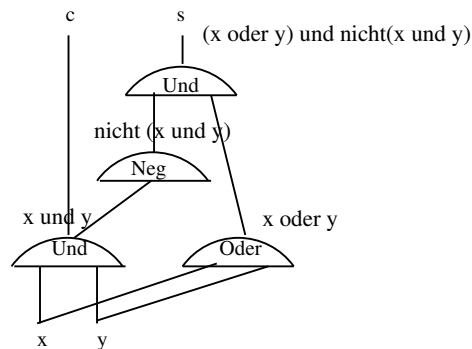 c s
(x oder y) und nicht(x und y)
Und
nicht (x und y)
Neg
x und y
x oder y
Und
Oder
x y